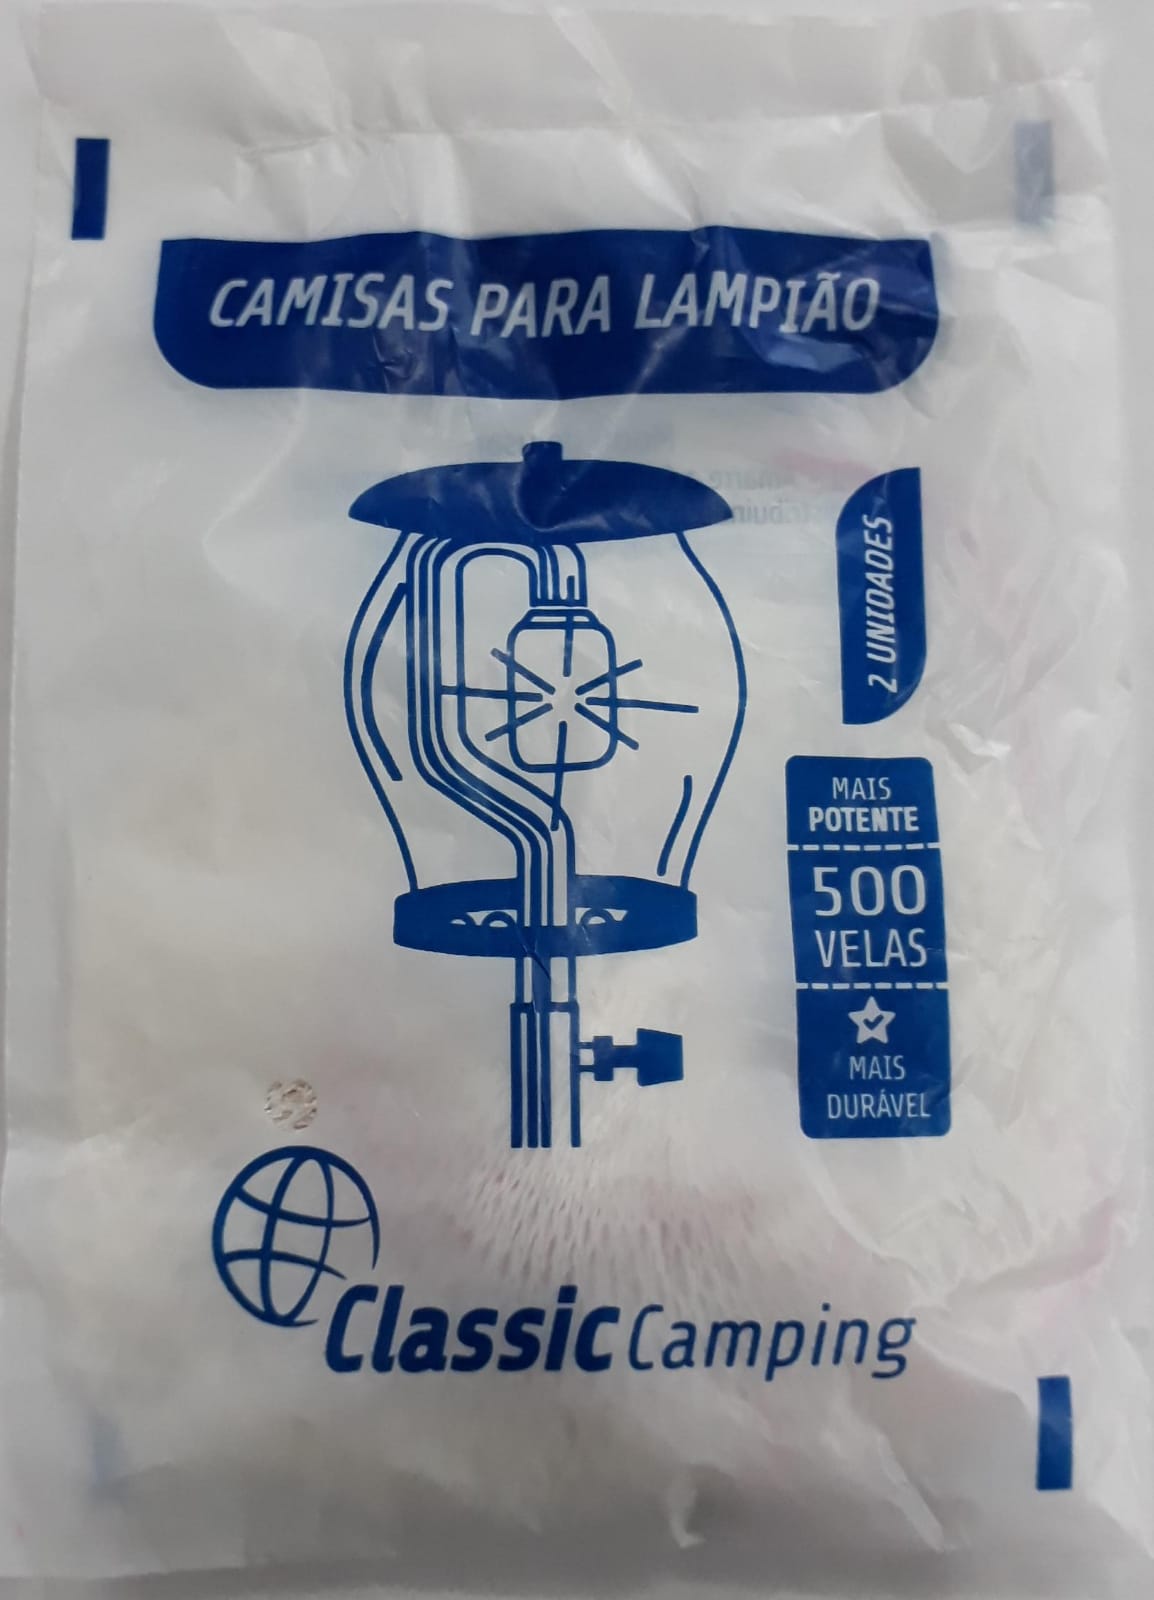 CAMISAS PARA LAMPIÃO
2 UNIDADES
MAIS
POTENTE
500
VELAS
MAIS
DURÁVEL
Classic Camping